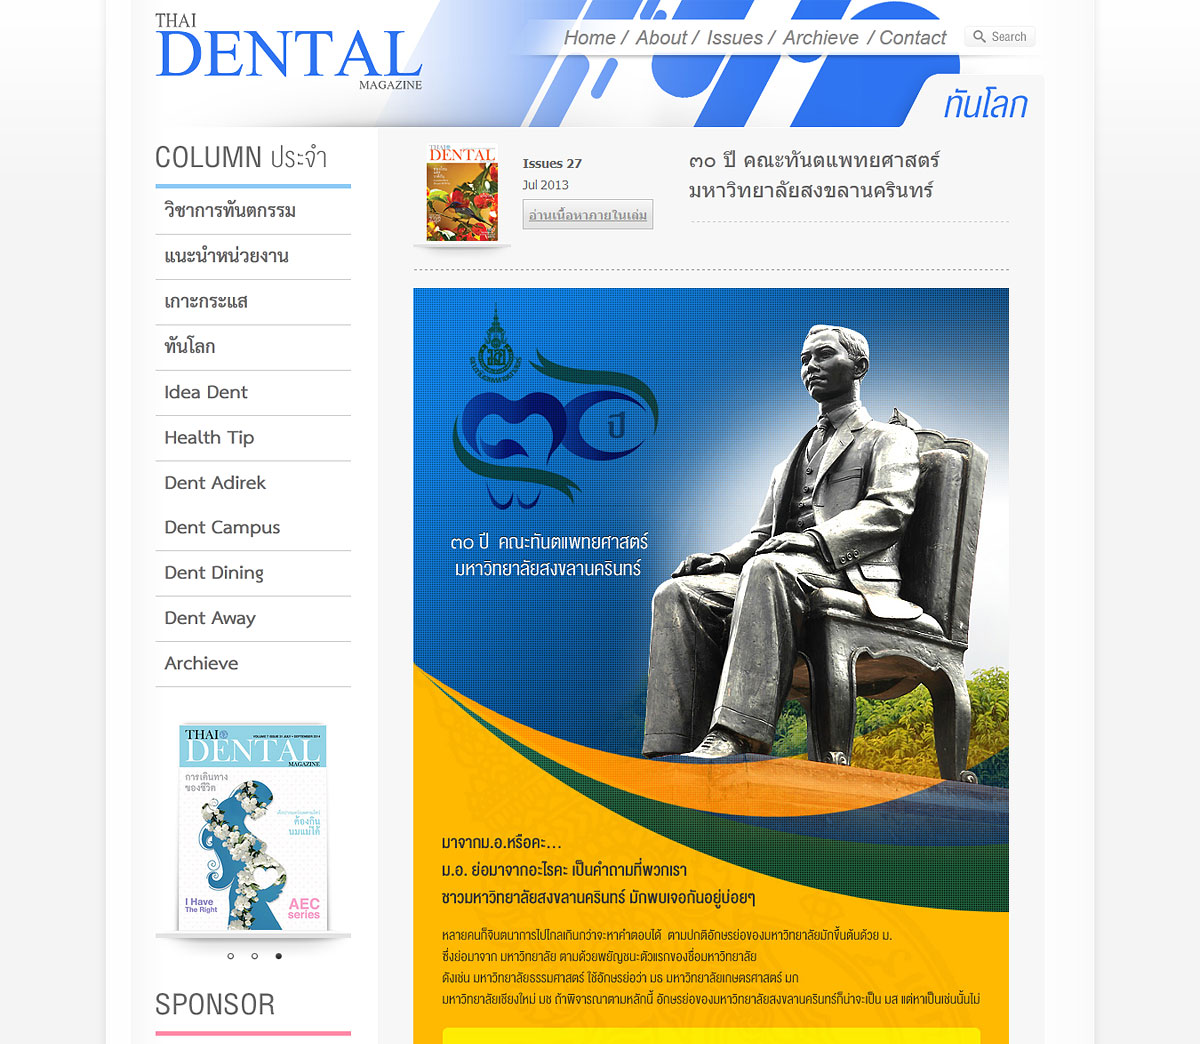 THAI
DENTAL
MAGAZINE
Home / About / Issues / Archieve / Contact
Search
ทันโลก
COLUMN ประจำ
วิชาการทันตกรรม
แนะนำหน่วยงาน
เกาะกระแส
ทันโลก
Idea Dent
Health Tip
Dent Adirek
Dent Campus
Dent Dining
Dent Away
Archieve
THAI
DENTAL
MAGAZINE
VOLUME 7 ISSUE 31 JULY - SEPTEMBER 2014
การเดินทาง
ของชีวิต
ห้องกิน
นมแม่ได้
I Have
The Right
AEC
series
SPONSOR
DENTAL
Issues 27
Jul 2013
อ่านเนื้อหาภายในเล่ม
๓๐ ปี คณะทันตแพทยศาสตร์
มหาวิทยาลัยสงขลานครินทร์
๓๐ ปี
๓๐ ปี คณะทันตแพทยศาสตร์
มหาวิทยาลัยสงขลานครินทร์
มาจากม.อ.หรือคะ...
ม.อ. ย่อมาจากอะไรคะ เป็นคำถามที่พวกเรา
ชาวมหาวิทยาลัยสงขลานครินทร์ มักพบเจอกันอยู่บ่อยๆ
หลายคนก็จินตนาการไปไกลเกินกว่าจะหาคำตอบได้ ตามปกติอักษรย่อของมหาวิทยาลัยมักขึ้นต้นด้วย ม.
ซึ่งย่อมาจาก มหาวิทยาลัย ตามด้วยพยัญชนะตัวแรกของชื่อมหาวิทยาลัย
ดังเช่น มหาวิทยาลัยธรรมศาสตร์ ใช้อักษรย่อว่า มธ มหาวิทยาลัยเกษตรศาสตร์ มก
มหาวิทยาลัยเชียงใหม่ มช ถ้าพิจารณาตามหลักนี้ อักษรย่อของมหาวิทยาลัยสงขลานครินทร์ก็น่าจะเป็น มส แต่หาเป็นเช่นนั้นไม่